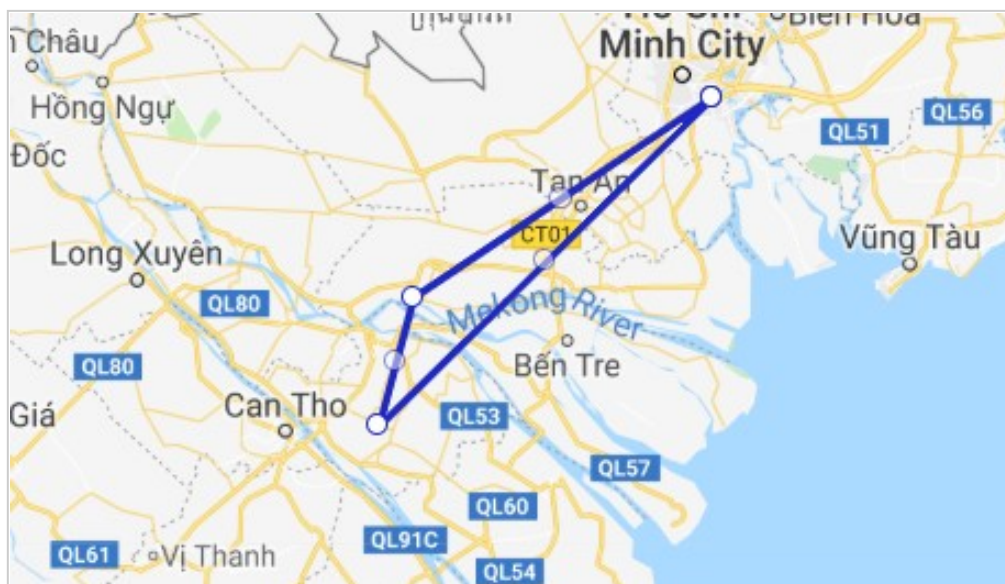 Minh City
Biên Hòa
Châu
Hồng Ngự
QL56
QL51
Đốc
Tan An
CT01
Vũng Tàu
Long Xuyên
QL80
Mekong River
QL80
Bến Tre
Can Tho
Giá
QL53
QL57
QL60
QL91C
QL61
Vị Thanh
QL54